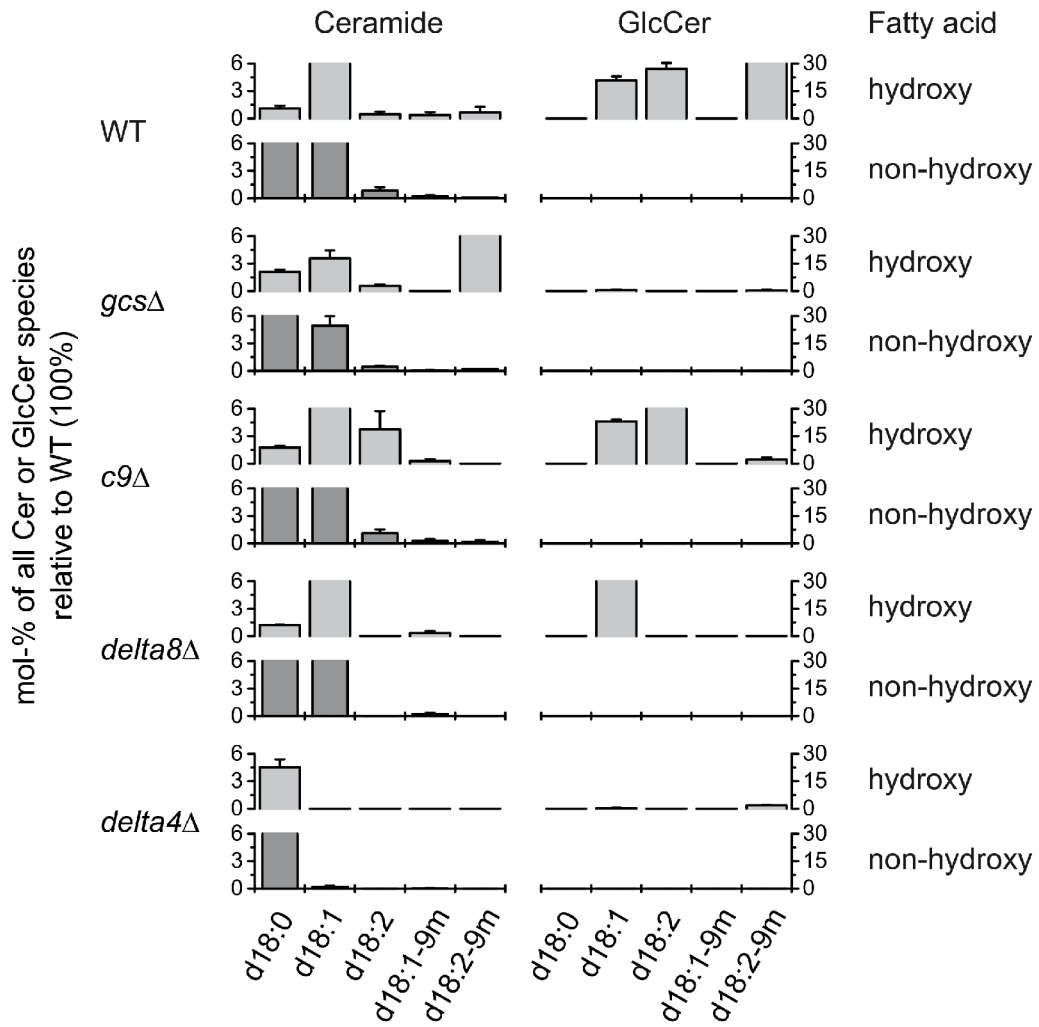 Ceramide GlcCer Fatty acid
6 30
3 15 hydroxy
0 0
WT
6 30
3 15 non-hydroxy
0 0
6 30
3 15 hydroxy
0 0
gcsΔ
6 30
3 15 non-hydroxy
0 0
6 30
3 15 hydroxy
0 0
c9Δ
6 30
3 15 non-hydroxy
0 0
6 30
3 15 hydroxy
0 0
delta8Δ
6 30
3 15 non-hydroxy
0 0
6 30
3 15 hydroxy
0 0
delta4Δ
6 30
3 15 non-hydroxy
0 0
d18:0 d18:1 d18:2 d18:1-9m d18:2-9m d18:0 d18:1 d18:2 d18:1-9m d18:2-9m
mol-% of all Cer or GlcCer species
relative to WT (100%)